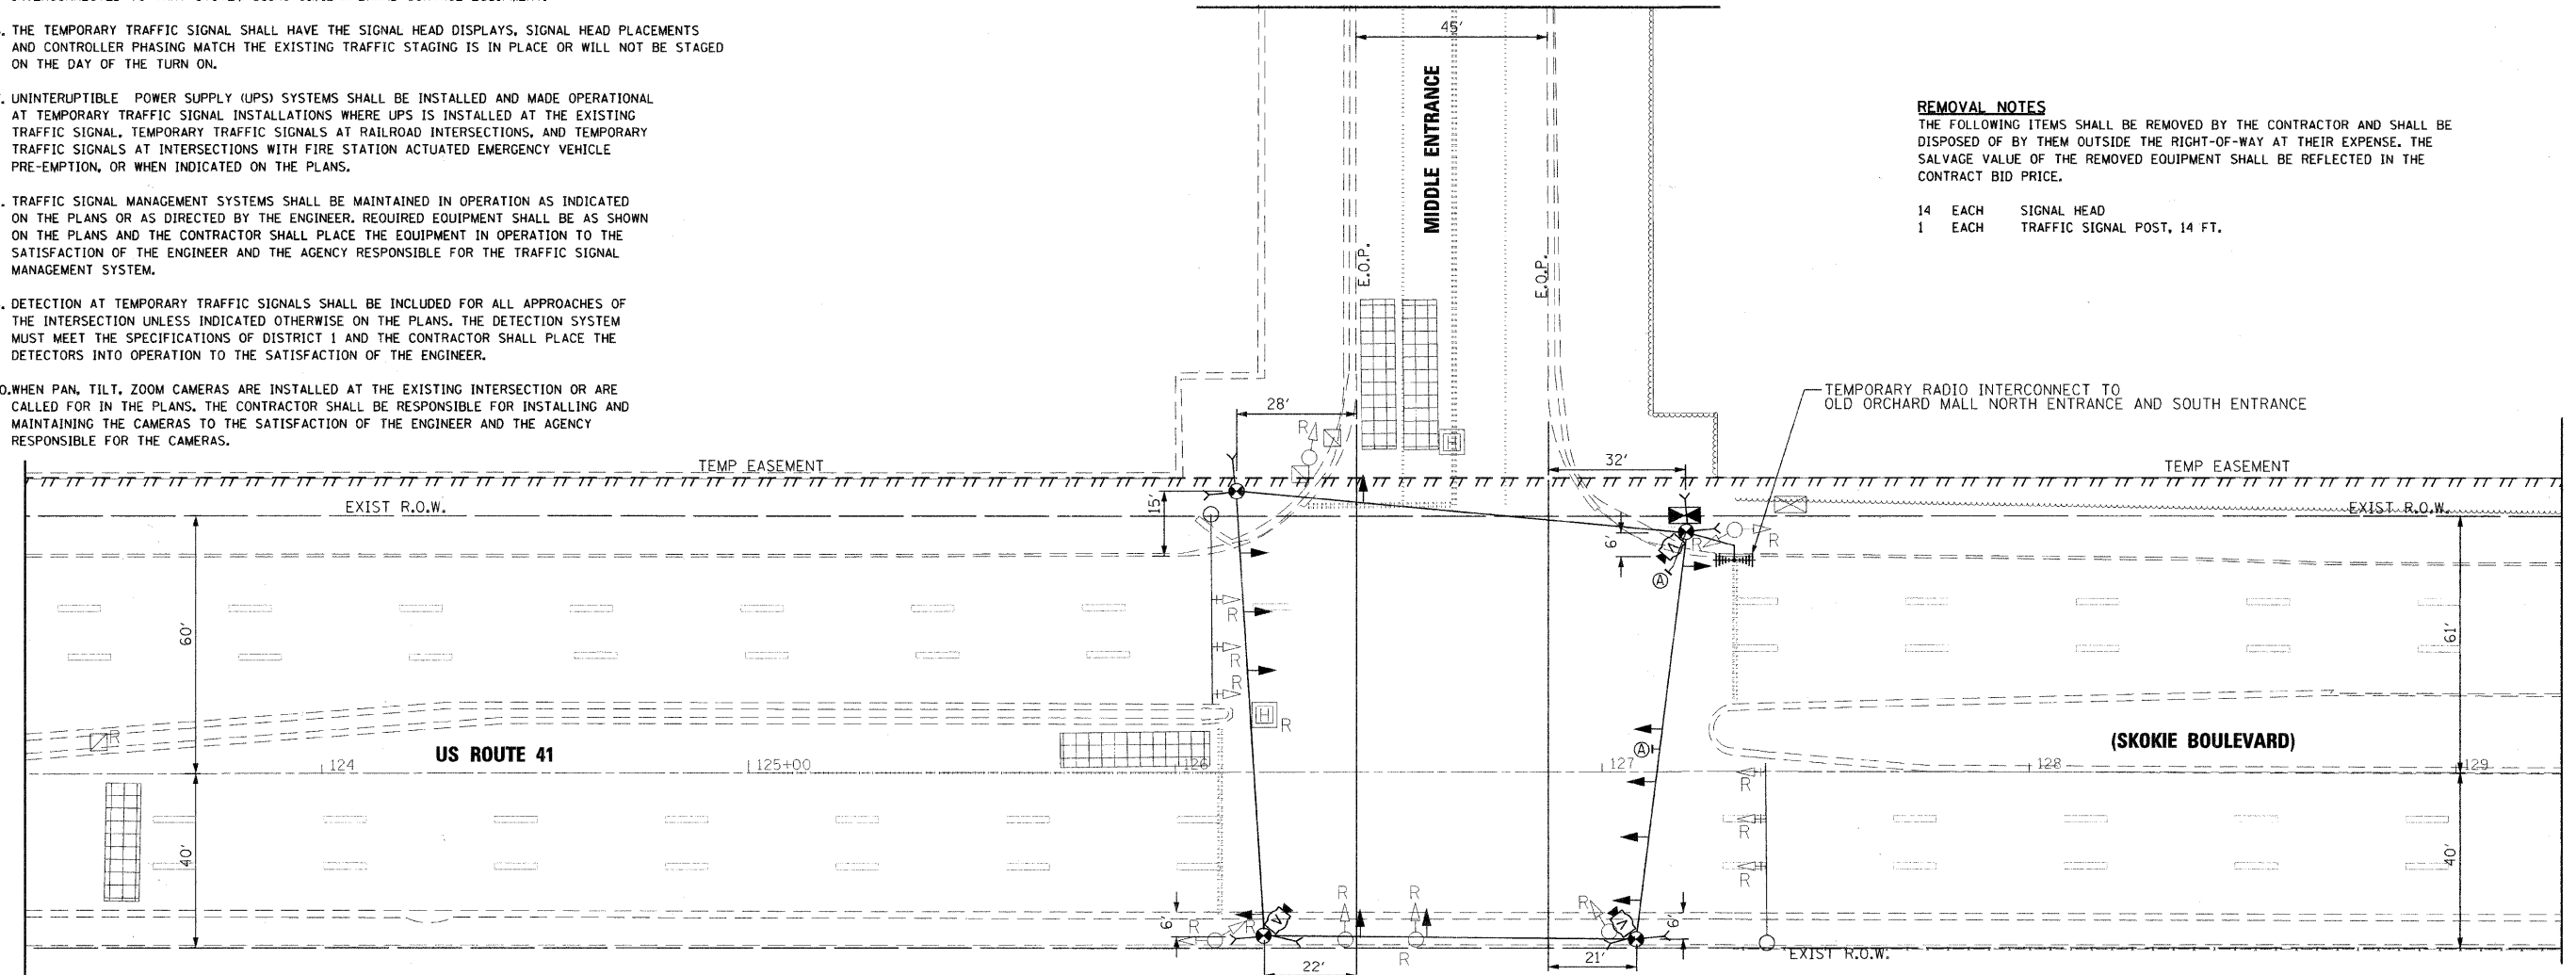 . THE TEMPORARY TRAFFIC SIGNAL SHALL HAVE THE SIGNAL HEAD DISPLAYS, SIGNAL HEAD PLACEMENTS
AND CONTROLLER PHASING MATCH THE EXISTING TRAFFIC STAGING IS IN PLACE OR WILL NOT BE STAGED
ON THE DAY OF THE TURN ON.
. UNINTERUPTIBLE POWER SUPPLY (UPS) SYSTEMS SHALL BE INSTALLED AND MADE OPERATIONAL
AT TEMPORARY TRAFFIC SIGNAL INSTALLATIONS WHERE UPS IS INSTALLED AT THE EXISTING
TRAFFIC SIGNAL, TEMPORARY TRAFFIC SIGNALS AT RAILROAD INTERSECTIONS, AND TEMPORARY
TRAFFIC SIGNALS AT INTERSECTIONS WITH FIRE STATION ACTUATED EMERGENCY VEHICLE
PRE-EMPTION, OR WHEN INDICATED ON THE PLANS.
. TRAFFIC SIGNAL MANAGEMENT SYSTEMS SHALL BE MAINTAINED IN OPERATION AS INDICATED
ON THE PLANS OR AS DIRECTED BY THE ENGINEER. REQUIRED EQUIPMENT SHALL BE AS SHOWN
ON THE PLANS AND THE CONTRACTOR SHALL PLACE THE EQUIPMENT IN OPERATION TO THE
SATISFACTION OF THE ENGINEER AND THE AGENCY RESPONSIBLE FOR THE TRAFFIC SIGNAL
MANAGEMENT SYSTEM.
. DETECTION AT TEMPORARY TRAFFIC SIGNALS SHALL BE INCLUDED FOR ALL APPROACHES OF
THE INTERSECTION UNLESS INDICATED OTHERWISE ON THE PLANS. THE DETECTION SYSTEM
MUST MEET THE SPECIFICATIONS OF DISTRICT 1 AND THE CONTRACTOR SHALL PLACE THE
DETECTORS INTO OPERATION TO THE SATISFACTION OF THE ENGINEER.
0.WHEN PAN, TILT, ZOOM CAMERAS ARE INSTALLED AT THE EXISTING INTERSECTION OR ARE
CALLED FOR IN THE PLANS. THE CONTRACTOR SHALL BE RESPONSIBLE FOR INSTALLING AND
MAINTAINING THE CAMERAS TO THE SATISFACTION OF THE ENGINEER AND THE AGENCY
RESPONSIBLE FOR THE CAMERAS.
REMOVAL NOTES
THE FOLLOWING ITEMS SHALL BE REMOVED BY THE CONTRACTOR AND SHALL BE
DISPOSED OF BY THEM OUTSIDE THE RIGHT-OF-WAY AT THEIR EXPENSE. THE
SALVAGE VALUE OF THE REMOVED EQUIPMENT SHALL BE REFLECTED IN THE
CONTRACT BID PRICE.
14 EACH SIGNAL HEAD
1 EACH TRAFFIC SIGNAL POST, 14 FT.
45'
MIDDLE ENTRANCE
E.O.P.
E.O.P.
TEMPORARY RADIO INTERCONNECT TO
OLD ORCHARD MALL NORTH ENTRANCE AND SOUTH ENTRANCE
28'
R
H
32'
TEMP EASEMENT
TEMP EASEMENT
EXIST R.O.W.
EXIST R.O.W.
15'
6'
V
R
R
A
60'
61'
R
R
R
H
R
R
US ROUTE 41
(SKOKIE BOULEVARD)
A
124
125+00
126
127
128
129
R
R
R
40'
40'
R
R
R
6'
6'
R
R
V
V
R
EXIST R.O.W.
22'
21'